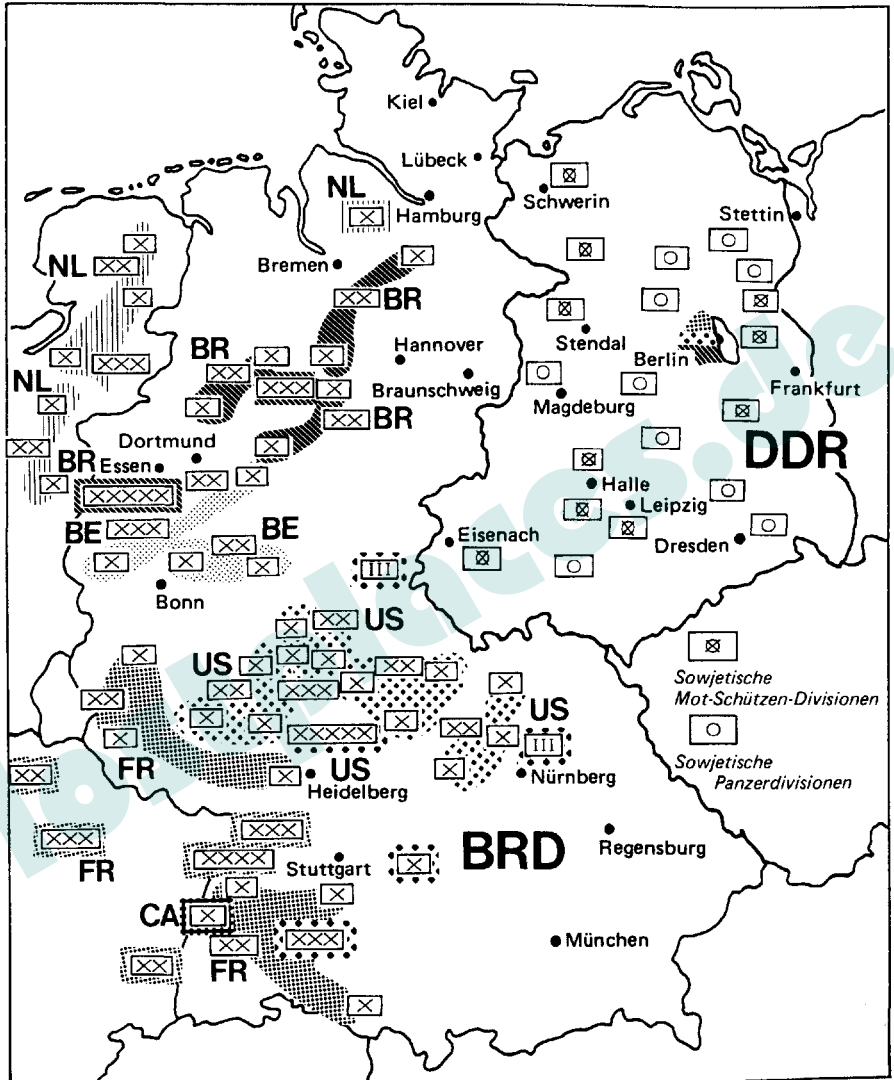 Kiel
Lübeck
NL
Hamburg
Schwerin
Stettin
NL
Bremen
BR
Stendal
Berlin
BR
Hannover
Braunschweig
Magdeburg
Frankfurt
NL
BR
Dortmund
BR
Essen
DDR
Halle
Leipzig
BE
BE
Eisenach
Dresden
Bonn
III
US
US
Sowjetische
Mot-Schützen-Divisionen
US
III
FR
US
Nürnberg
Sowjetische
Panzerdivisionen
Heidelberg
FR
Stuttgart
BRD
Regensburg
CA
FR
München